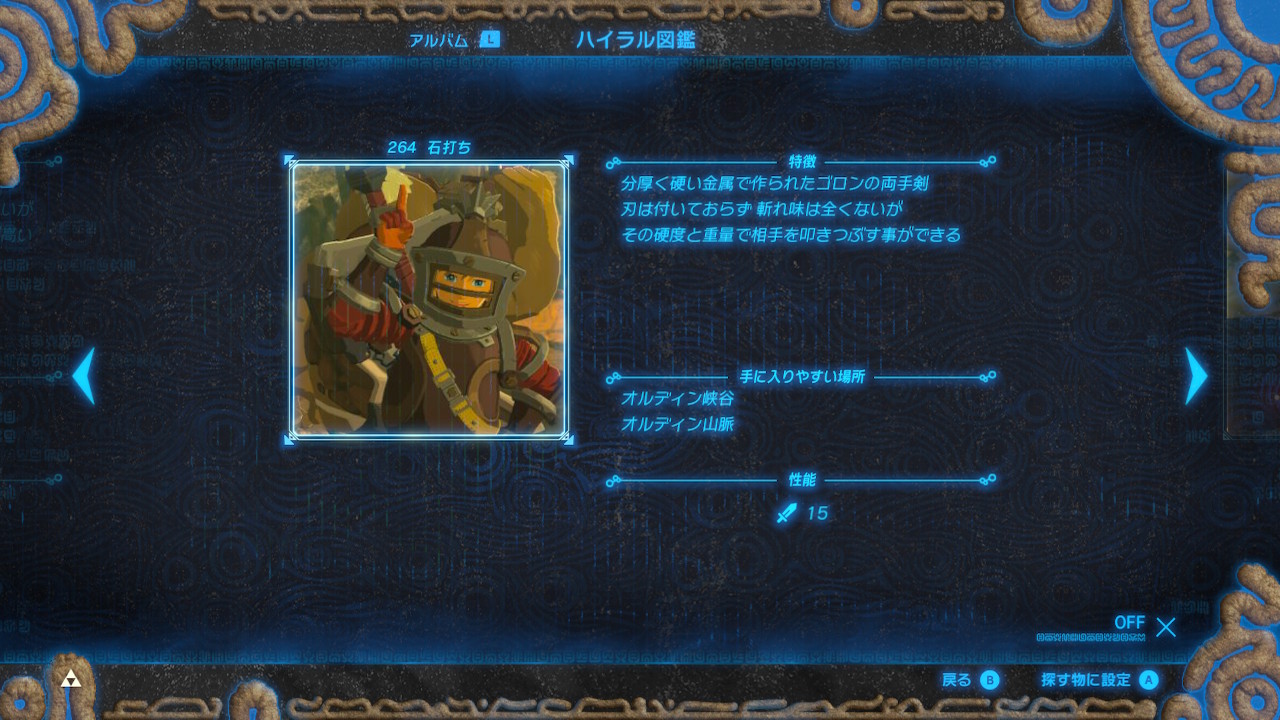 アルバム L
ハイラル図鑑
264 石打ち
特徴
分厚く硬い金属で作られたゴロンの両手剣
刃は付いておらず 斬れ味は全くないが
その硬度と重量で相手を叩きつぶす事ができる
手に入りやすい場所
オルディン峡谷
オルディン山脈
性能
15
OFF
戻る B 探す物に設定 A